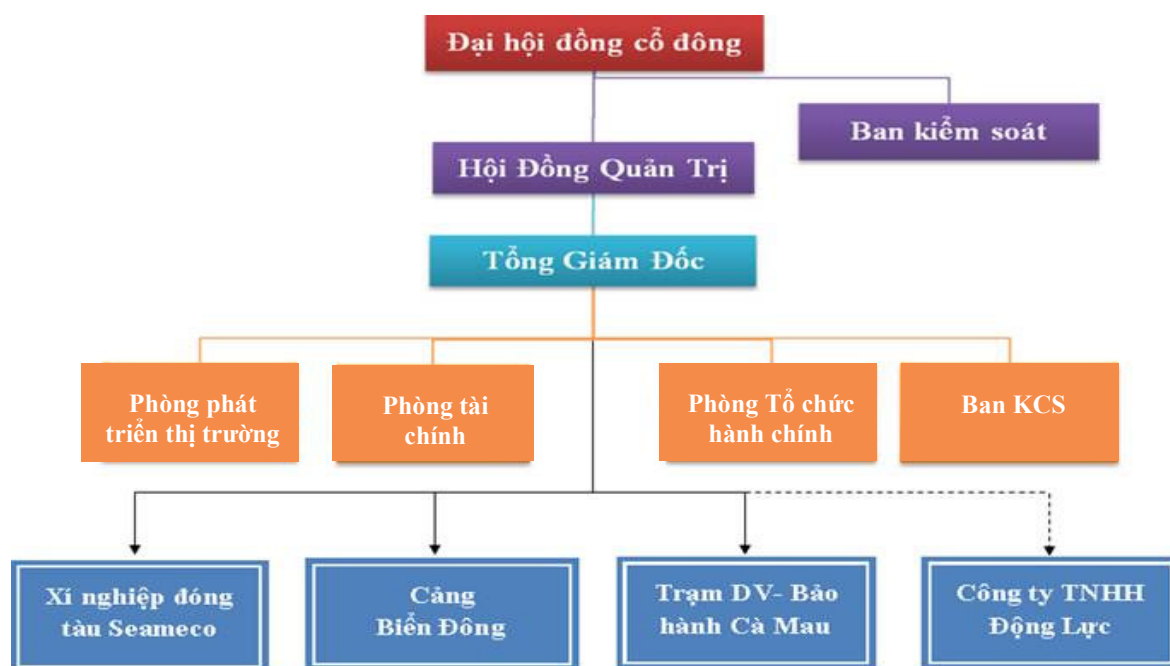 Đại hội đồng cổ đông
Ban kiểm soát
Hội Đồng Quản Trị
Tổng Giám Đốc
Phòng phát
triển thị trường
Phòng tài
chính
Phòng Tổ chức
hành chính
Ban KCS
Xí nghiệp đóng
tàu Seameco
Cảng
Biển Đông
Trạm DV- Bảo
hành Cà Mau
Công ty TNHH
Động Lực